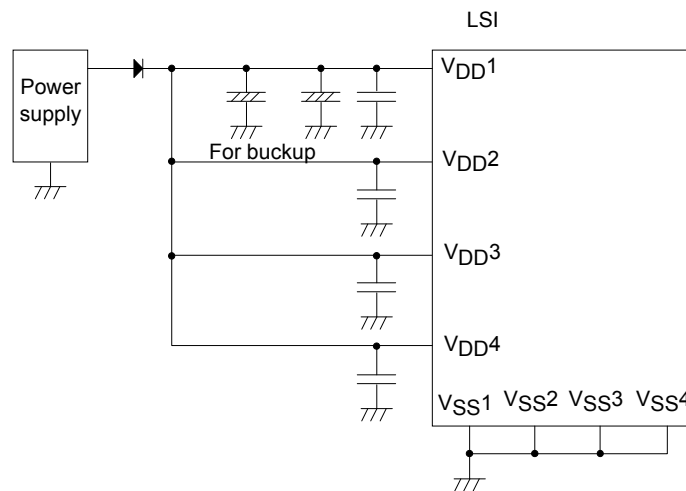 LSI
Power
supply
VDD1
For buckup
VDD2
VDD3
VDD4
VSS1 VSS2 VSS3 VSS4